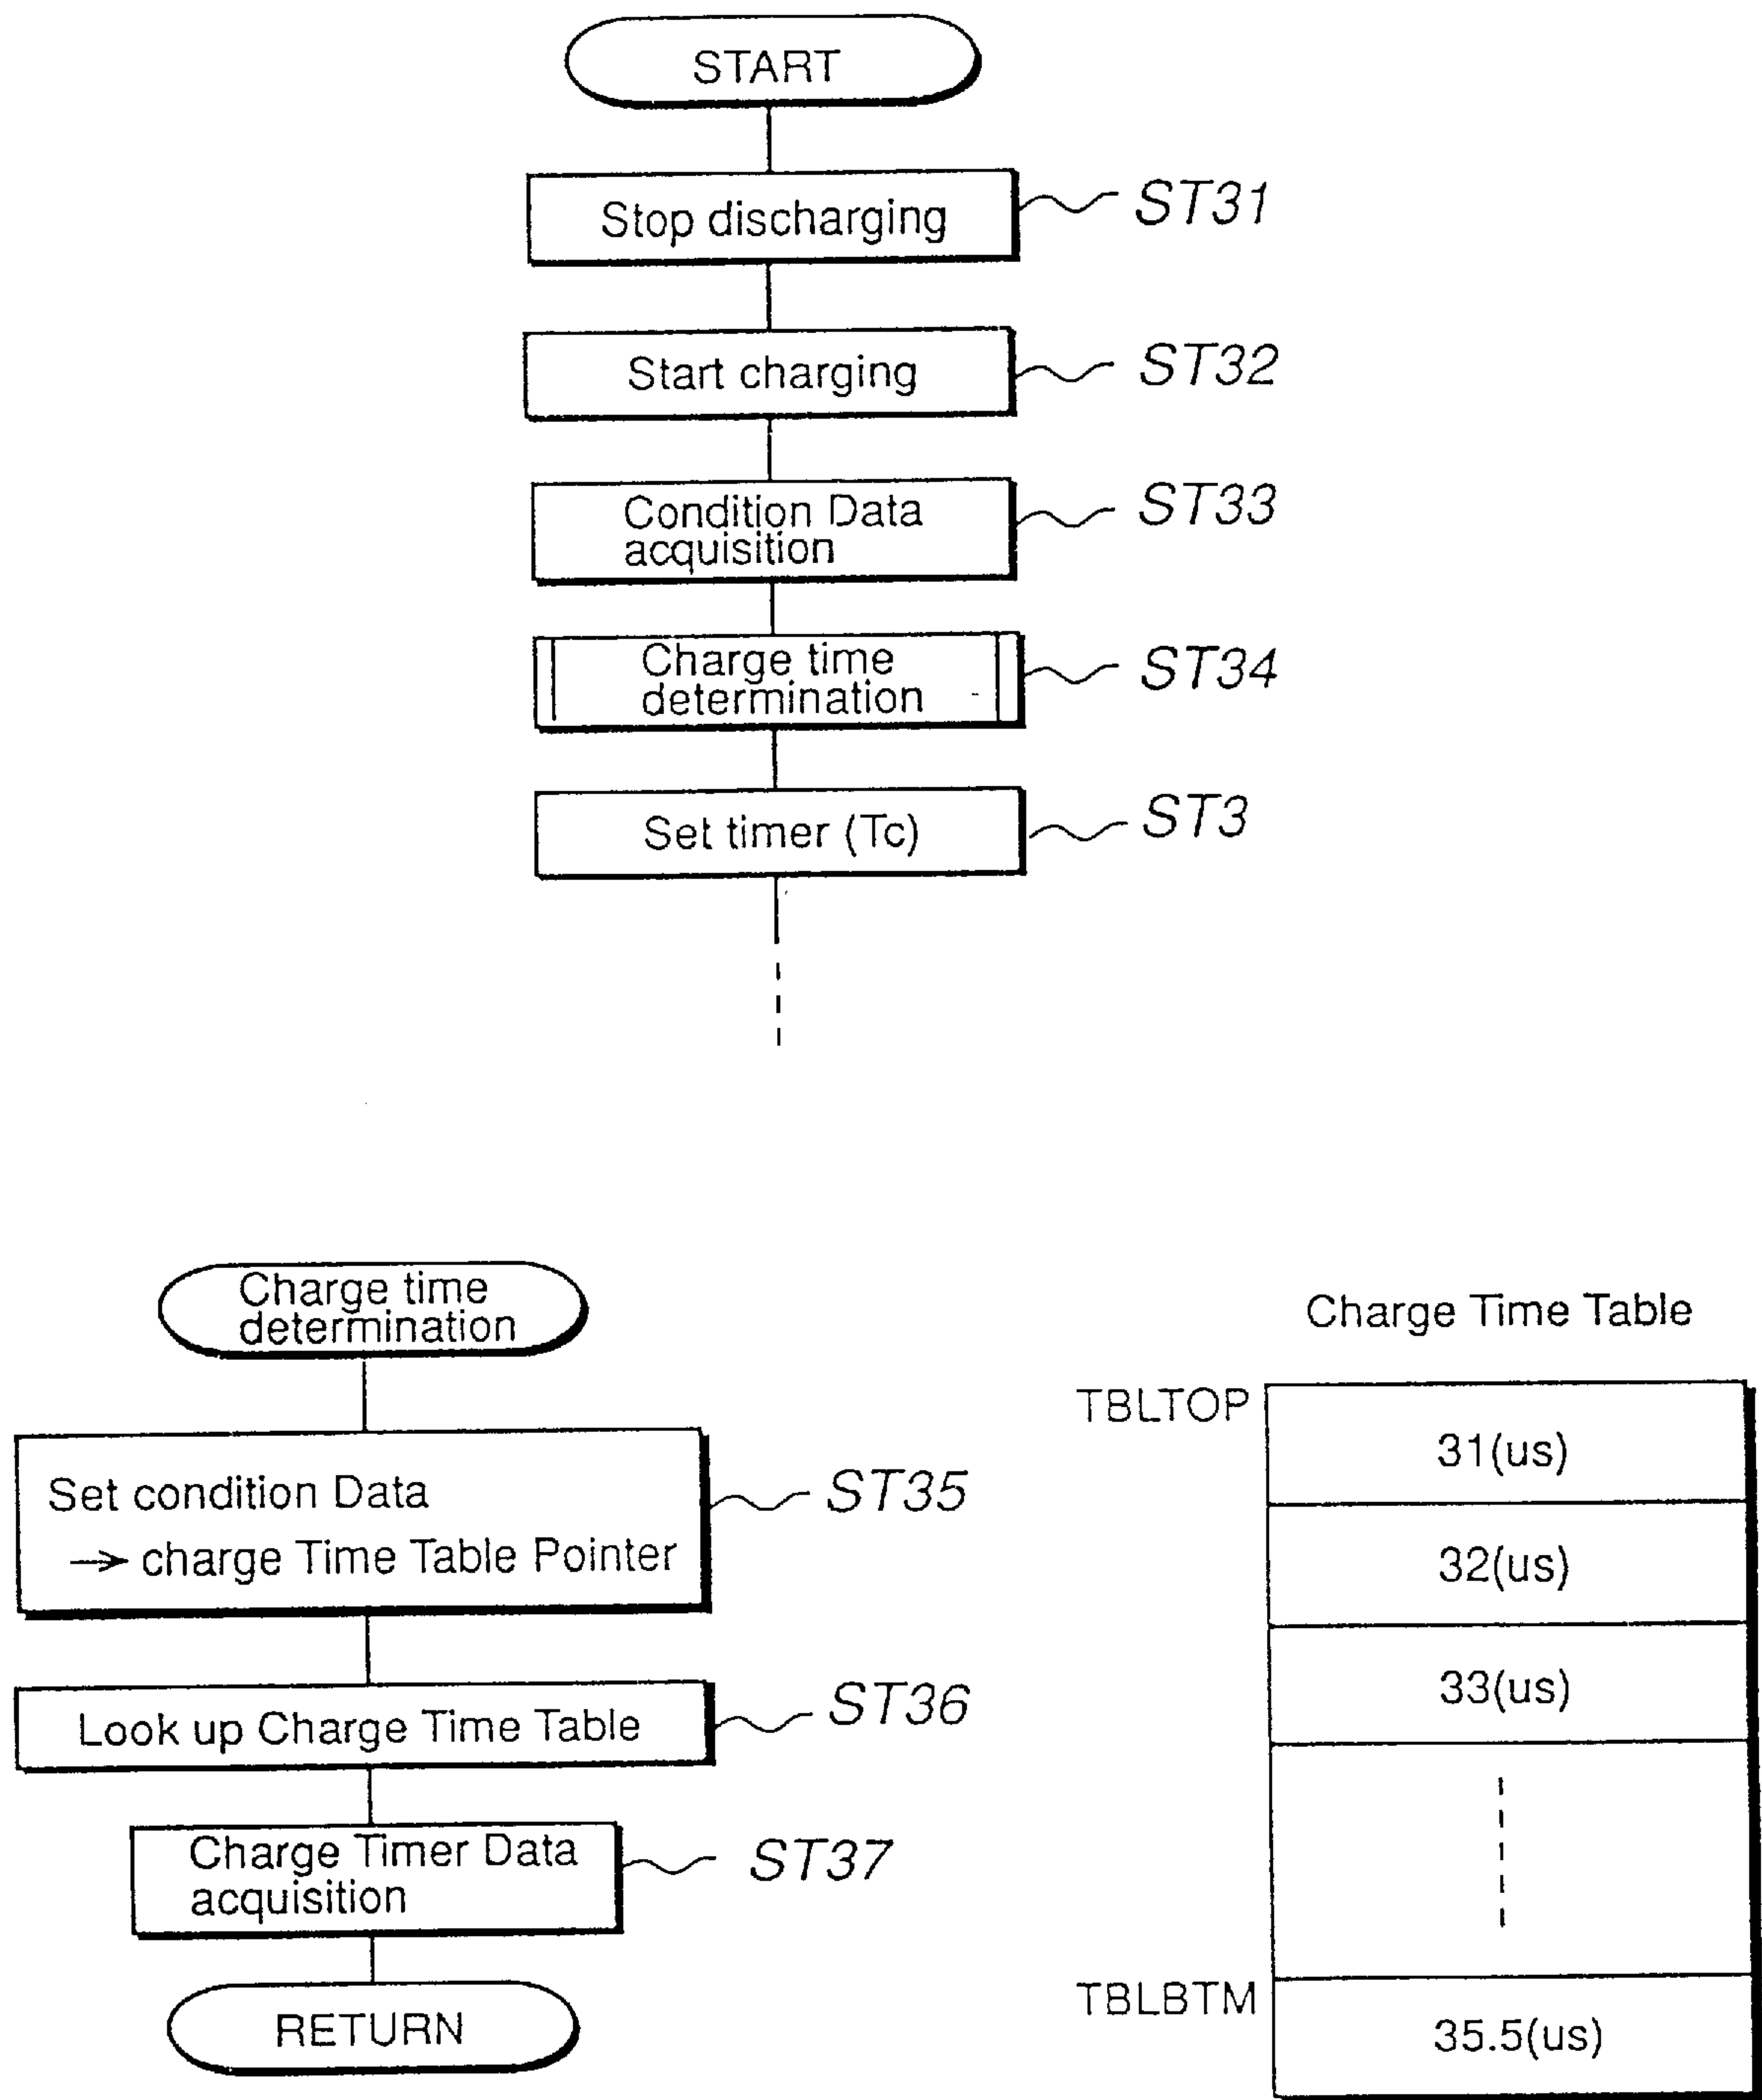 START
Stop discharging
ST31
Start charging
ST32
Condition Data
acquisition
ST33
Charge time
determination
ST34
Set timer (Tc)
ST3
Charge time
determination
Set condition Data
→ charge Time Table Pointer
ST35
Look up Charge Time Table
ST36
Charge Timer Data
acquisition
ST37
RETURN
Charge Time Table
TBLTOP
31(us)
32(us)
33(us)
TBLBTM
35.5(us)